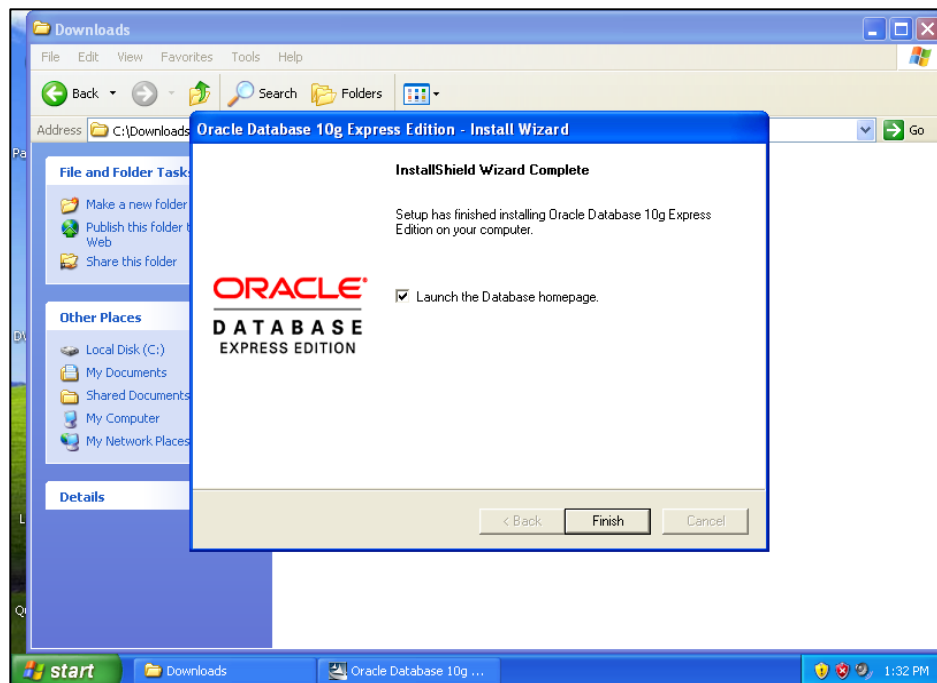 Downloads
File Edit View Favorites Tools Help
Back Search Folders
Address C:\Downloads Go
Oracle Database 10g Express Edition - Install Wizard
InstallShield Wizard Complete
Setup has finished installing Oracle Database 10g Express
Edition on your computer.
Launch the Database homepage.
ORACLE
DATABASE
EXPRESS EDITION
< Back Finish Cancel
File and Folder Task
Make a new folder
Publish this folder t
Web
Share this folder
Other Places
Local Disk (C:)
My Documents
Shared Documents
My Computer
My Network Places
Details
Pa
L
start Downloads Oracle Database 10g ... 1:32 PM